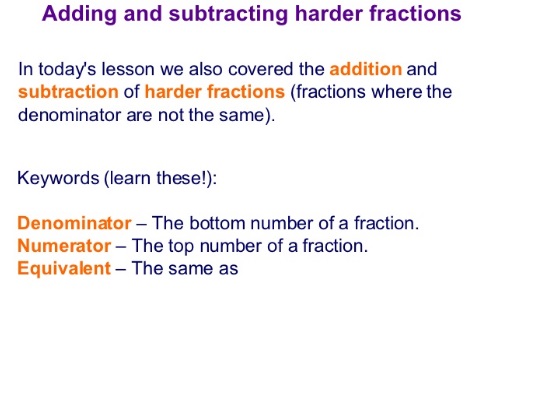 Adding and subtracting harder fractions
In today's lesson we also covered the addition and
subtraction of harder fractions (fractions where the
denominator are not the same).
Keywords (learn these!):
Denominator – The bottom number of a fraction.
Numerator – The top number of a fraction.
Equivalent – The same as